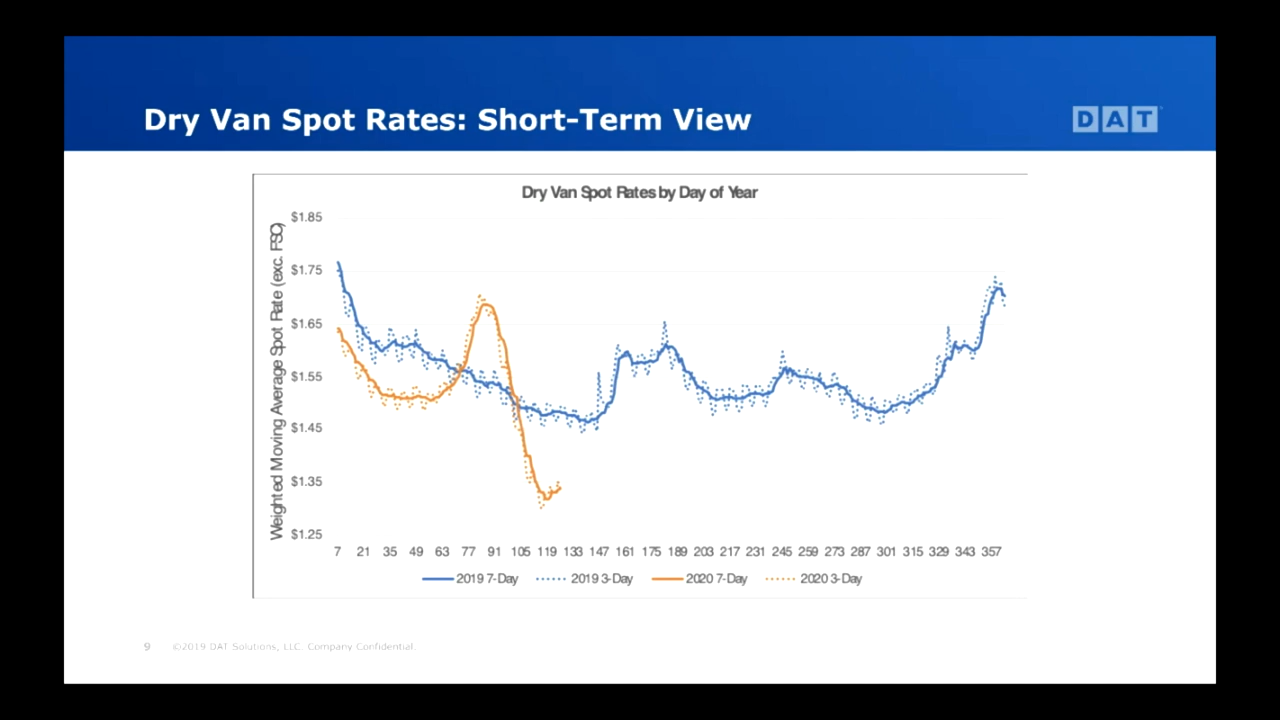 Dry Van Spot Rates: Short-Term View
DAT
Dry Van Spot Rates by Day of Year
Weighted Moving Average Spot Rate (exc. FSC)
$1.85
$1.75
$1.65
$1.55
$1.45
$1.35
$1.25
7 21 35 49 63 77 91 105 119 133 147 161 175 189 203 217 231 245 259 273 287 301 315 329 343 357
2019 7-Day 2019 3-Day 2020 7-Day 2020 3-Day
9 ©2019 DAT Solutions, LLC. Company Confidential.